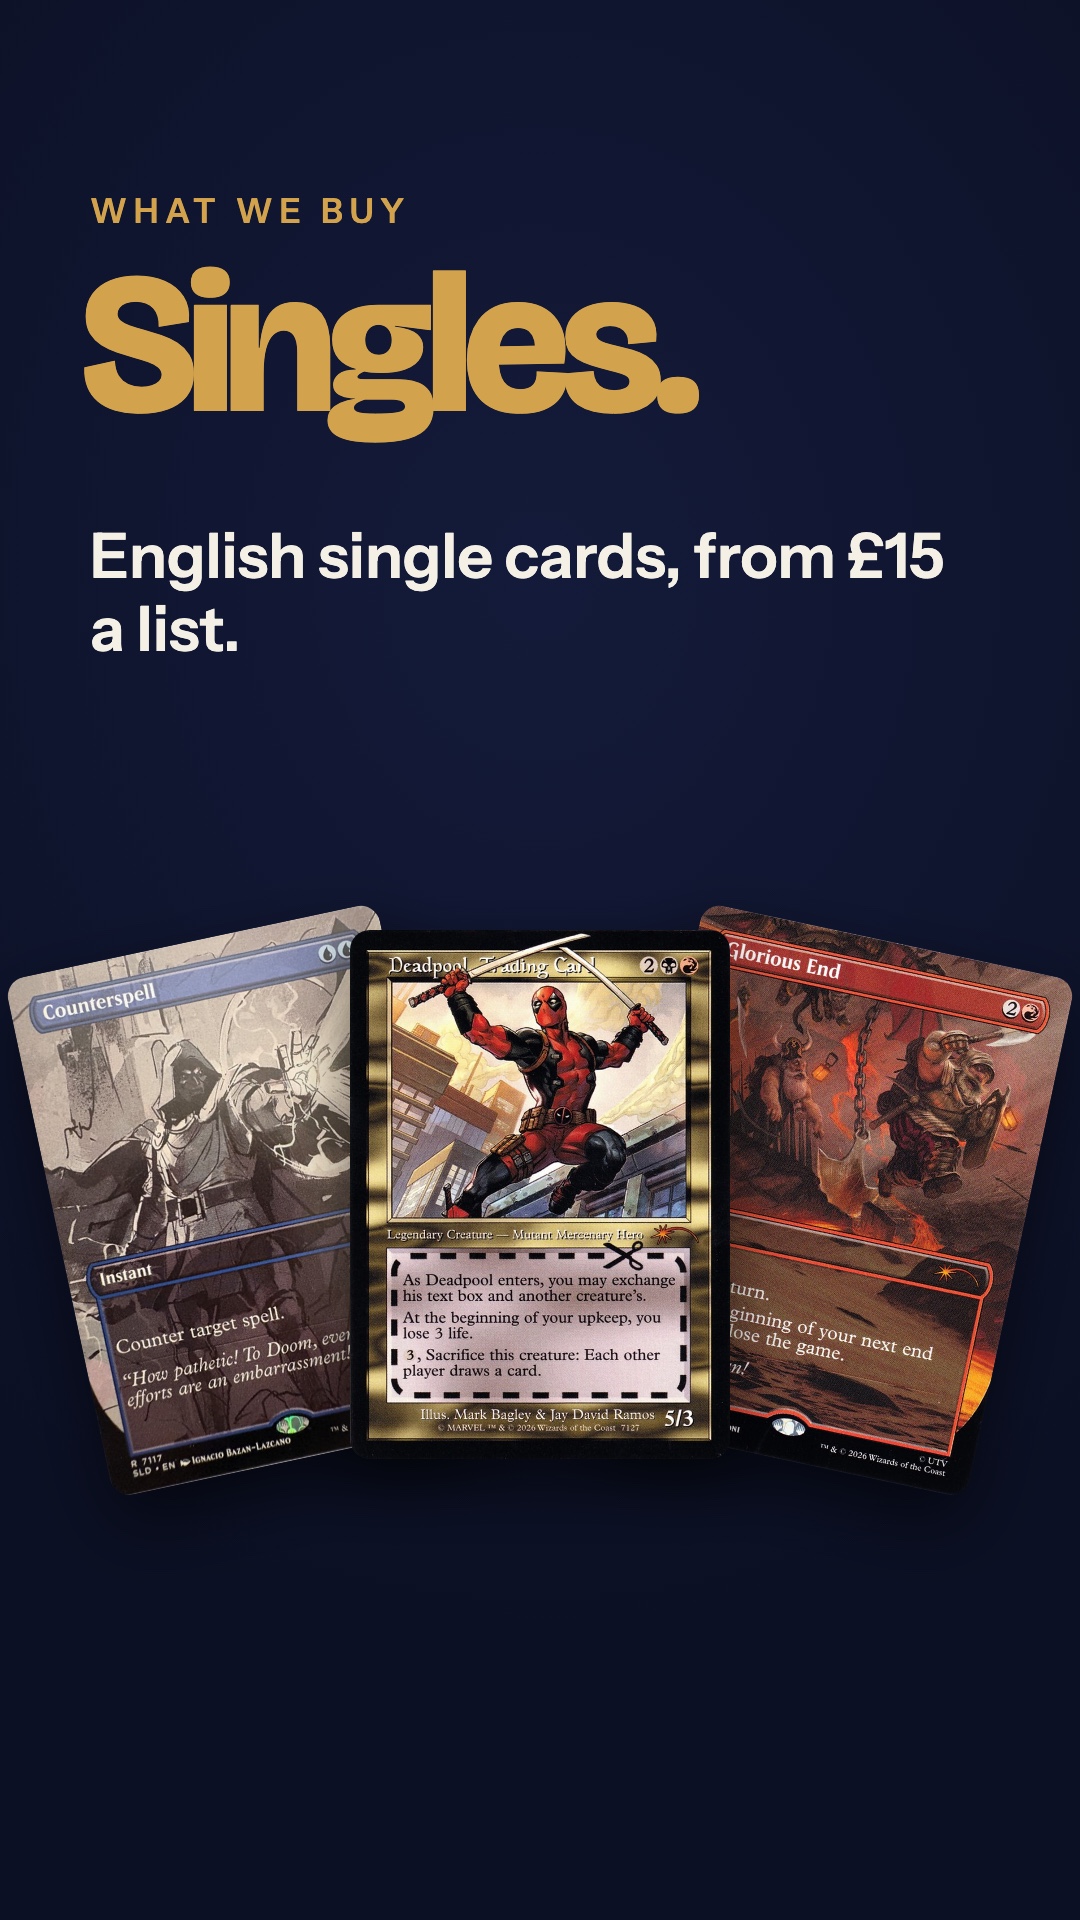 WHAT WE BUY
Singles.
English single cards, from £15
a list.
Counterspell
Instant
Counter target spell.
“How pathetic! To Doom,
efforts are an embarrassment!
R 7117
SLD • EN IGNACIO BAZAN-LAZCANO
™ &
Deadpool, Trading Card
2
Legendary Creature — Mutant Mercenary Hero
As Deadpool enters, you may exchange
his text box and another creature's.
At the beginning of your upkeep, you
lose 3 life.
3, Sacrifice this creature: Each other
player draws a card.
Illus. Mark Bagley & Jay David Ramos
5/3
© MARVEL ™ & © 2026 Wizards of the Coast 7127
Glorious End
2
turn.
ginning of your next end
lose the game.
™ & © 2026 Wizards of the Coast
© UTV